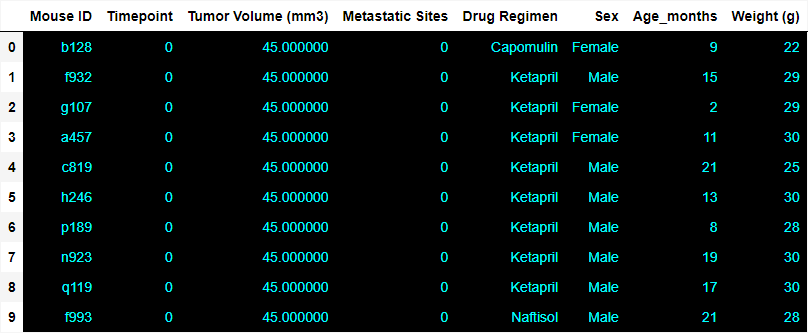 Mouse ID Timepoint Tumor Volume (mm3) Metastatic Sites Drug Regimen Sex Age_months Weight (g)
0 b128 0 45.000000 0 Capomulin Female 9 22
1 f932 0 45.000000 0 Ketapril Male 15 29
2 g107 0 45.000000 0 Ketapril Female 2 29
3 a457 0 45.000000 0 Ketapril Female 11 30
4 c819 0 45.000000 0 Ketapril Male 21 25
5 h246 0 45.000000 0 Ketapril Male 13 30
6 p189 0 45.000000 0 Ketapril Male 8 28
7 n923 0 45.000000 0 Ketapril Male 19 30
8 q119 0 45.000000 0 Ketapril Male 17 30
9 f993 0 45.000000 0 Naftisol Male 21 28